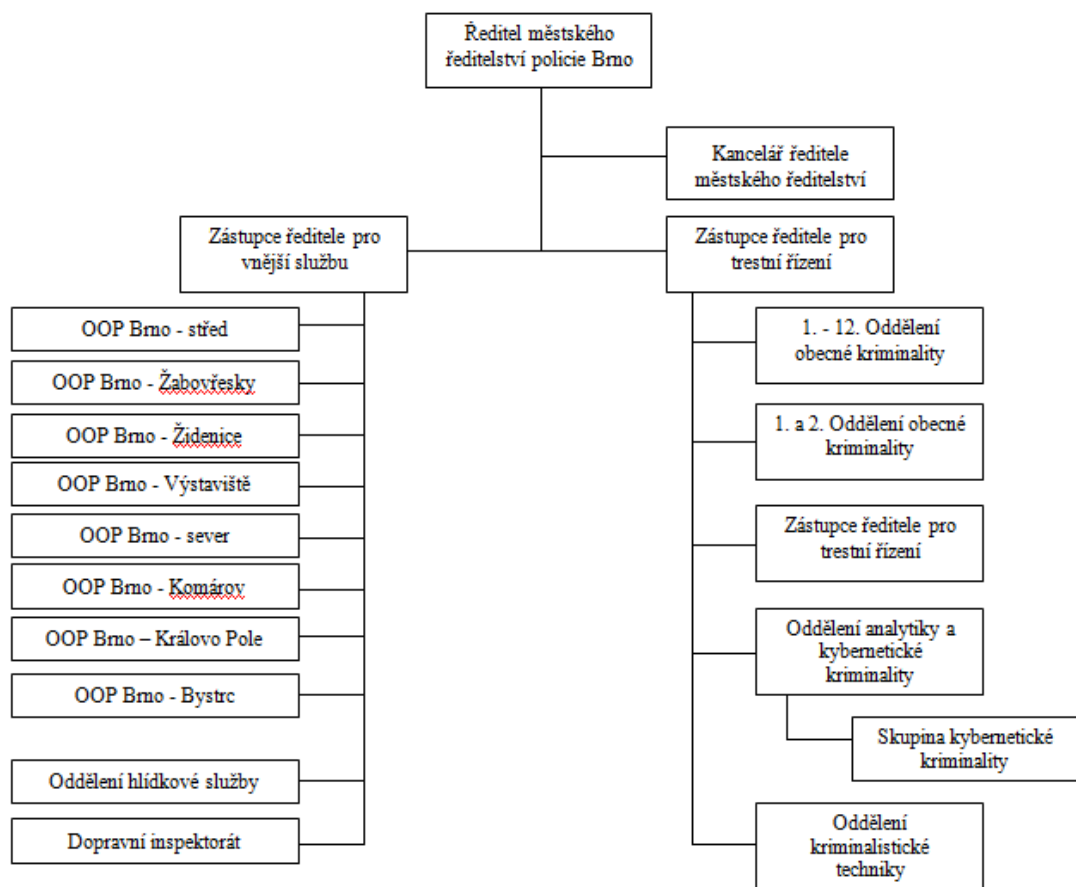 Ředitel městského
ředitelství policie Brno
Kancelář ředitele
městského ředitelství
Zástupce ředitele pro
vnější službu
Zástupce ředitele pro
trestní řízení
OOP Brno - střed
OOP Brno - Žabovřesky
OOP Brno - Židenice
OOP Brno - Výstaviště
OOP Brno - sever
OOP Brno - Komárov
OOP Brno – Královo Pole
OOP Brno - Bystrc
Oddělení hlídkové služby
Dopravní inspektorát
1. - 12. Oddělení
obecné kriminality
1. a 2. Oddělení obecné
kriminality
Zástupce ředitele pro
trestní řízení
Oddělení analytiky a
kybernetické
kriminality
Skupina kybernetické
kriminality
Oddělení
kriminalistické
techniky